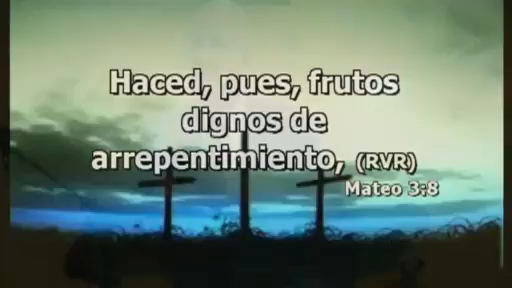 Haced, pues, frutos
dignos de
arrepentimiento, (RVR)
Mateo 3:8